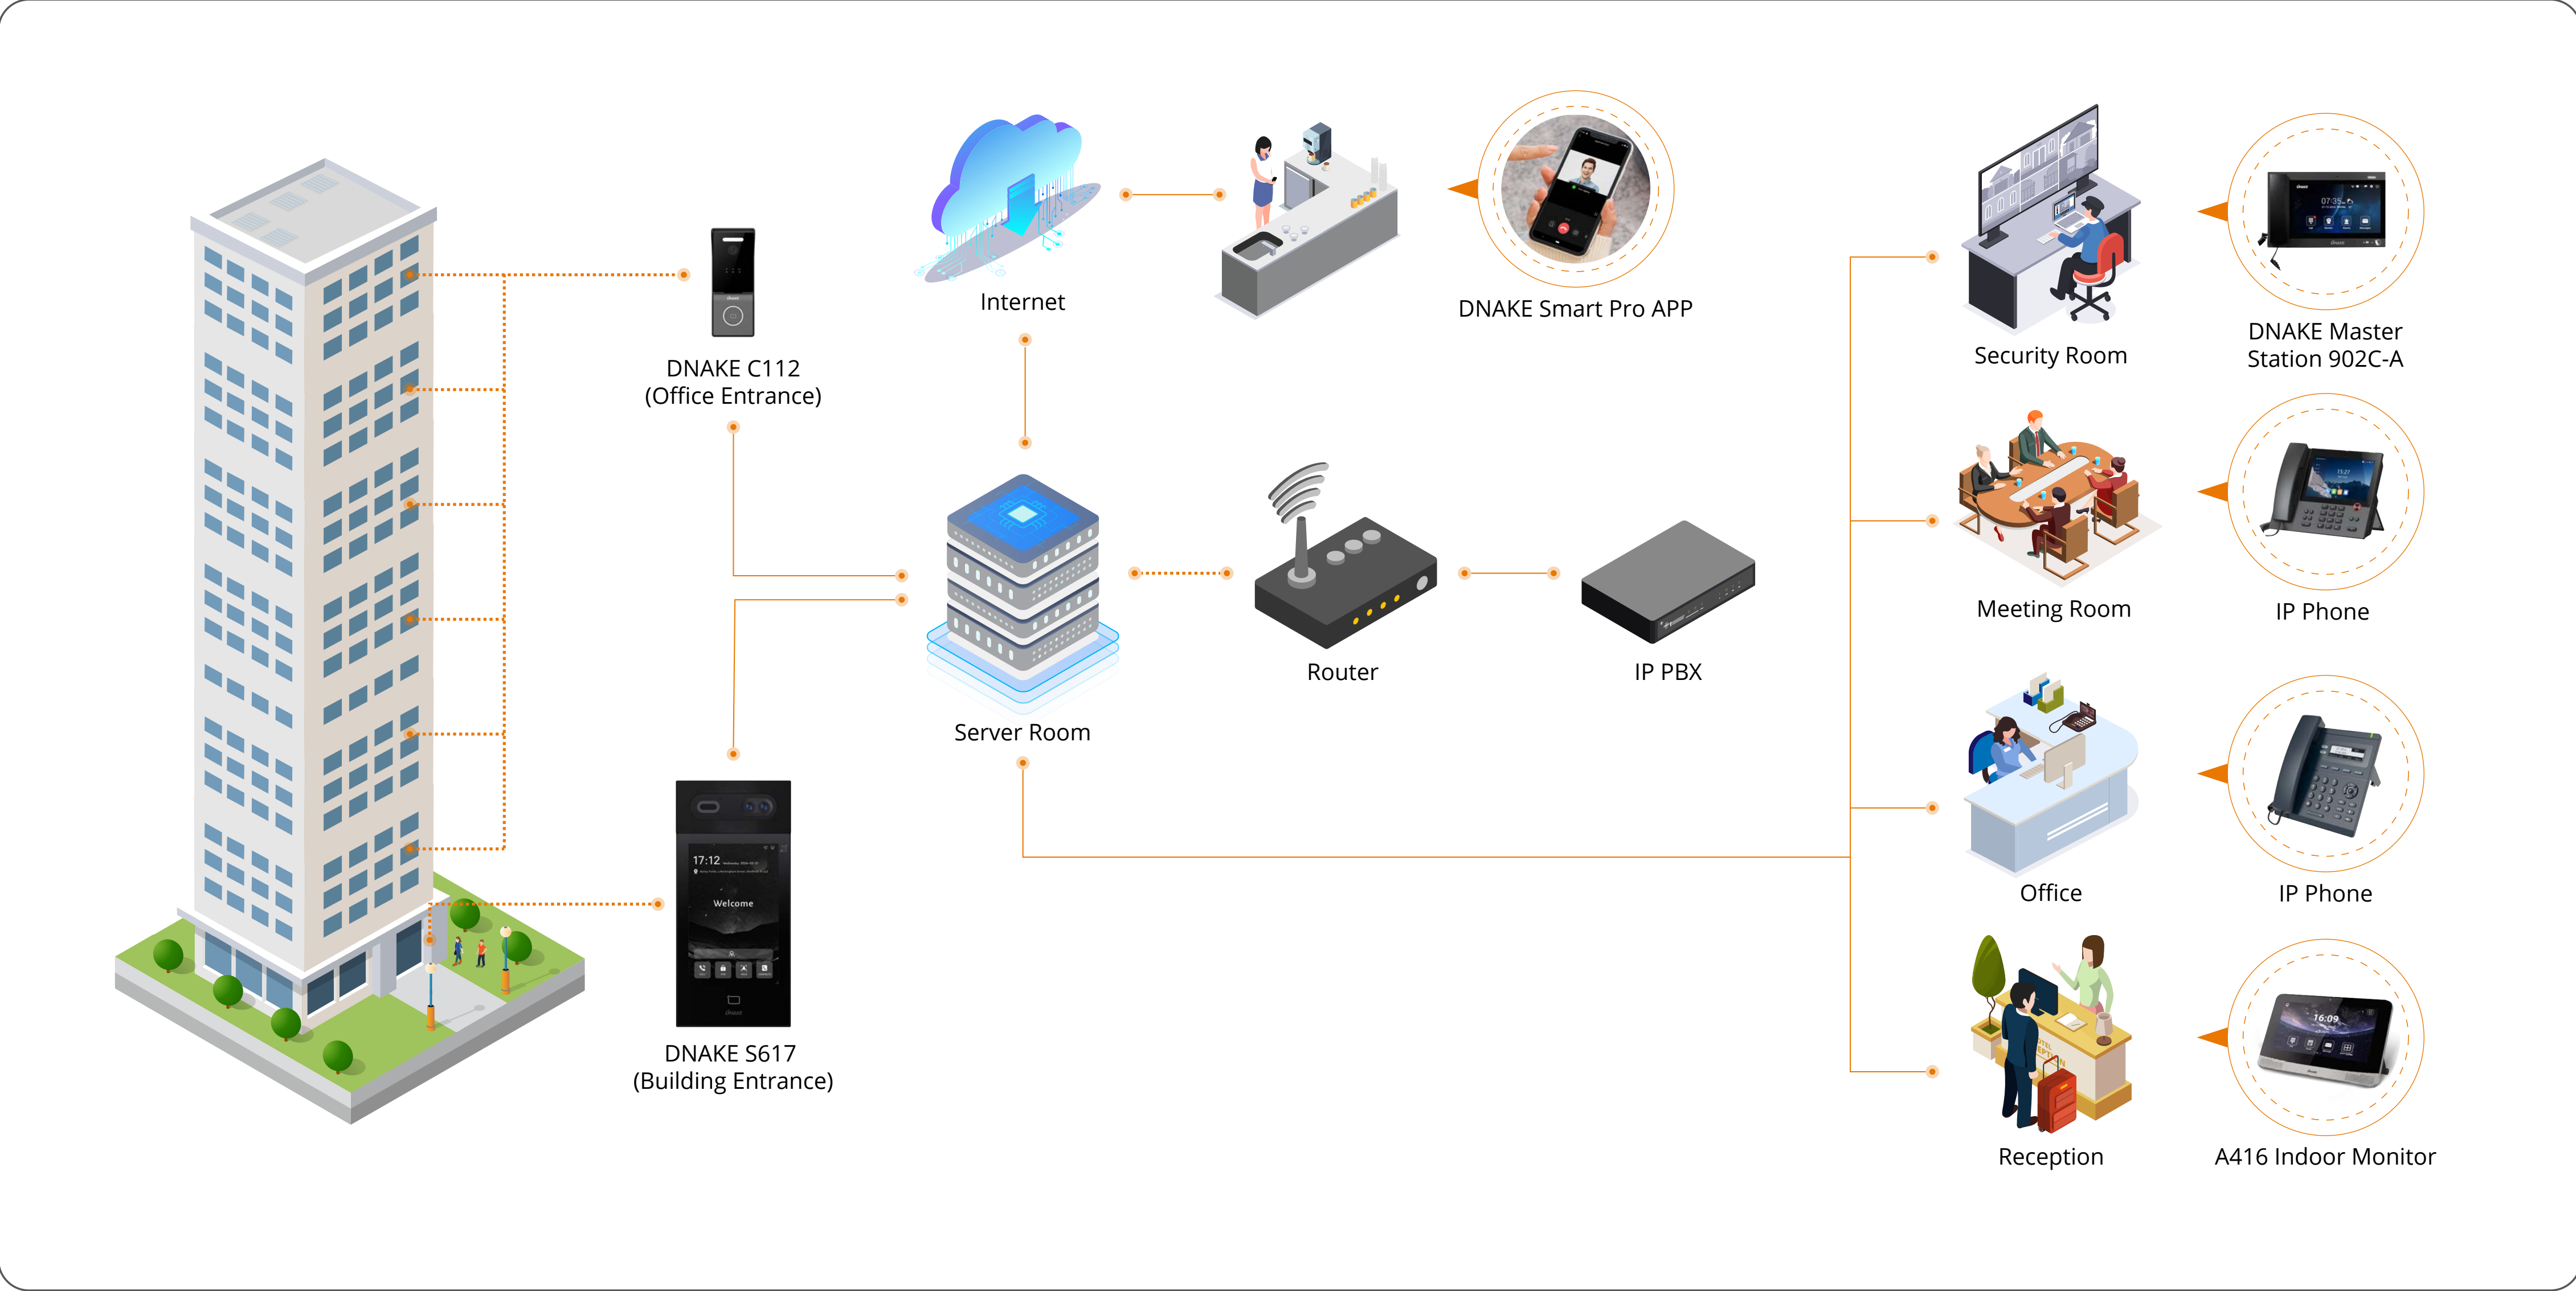 Internet
DNAKE Smart Pro APP
DNAKE C112
(Office Entrance)
Security Room
DNAKE Master
Station 902C-A
07:35
Meeting Room
IP Phone
15:27
Server Room
Router
IP PBX
Office
IP Phone
17:12
Welcome
DNAKE S617
(Building Entrance)
Reception
A416 Indoor Monitor
16:09